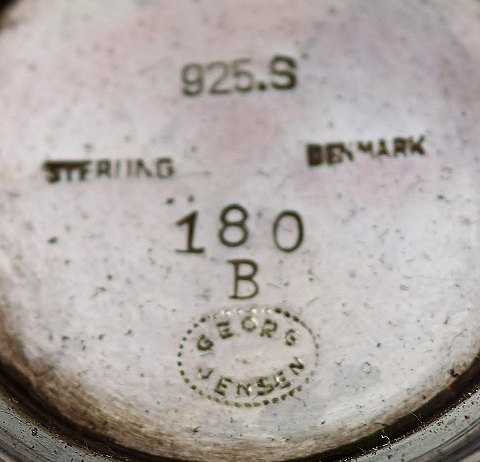 925.S
STERLING DENMARK
180
B
GEORG
JENSEN